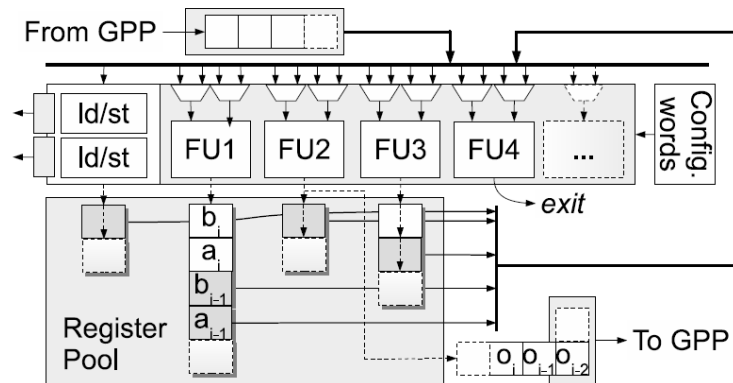 From GPP
ld/st
ld/st
FU1
FU2
FU3
FU4
...
Config.
words
exit
b_i
a_i
b_i-1
a_i-1
Register
Pool
o_i o_i-1 o_i-2
To GPP